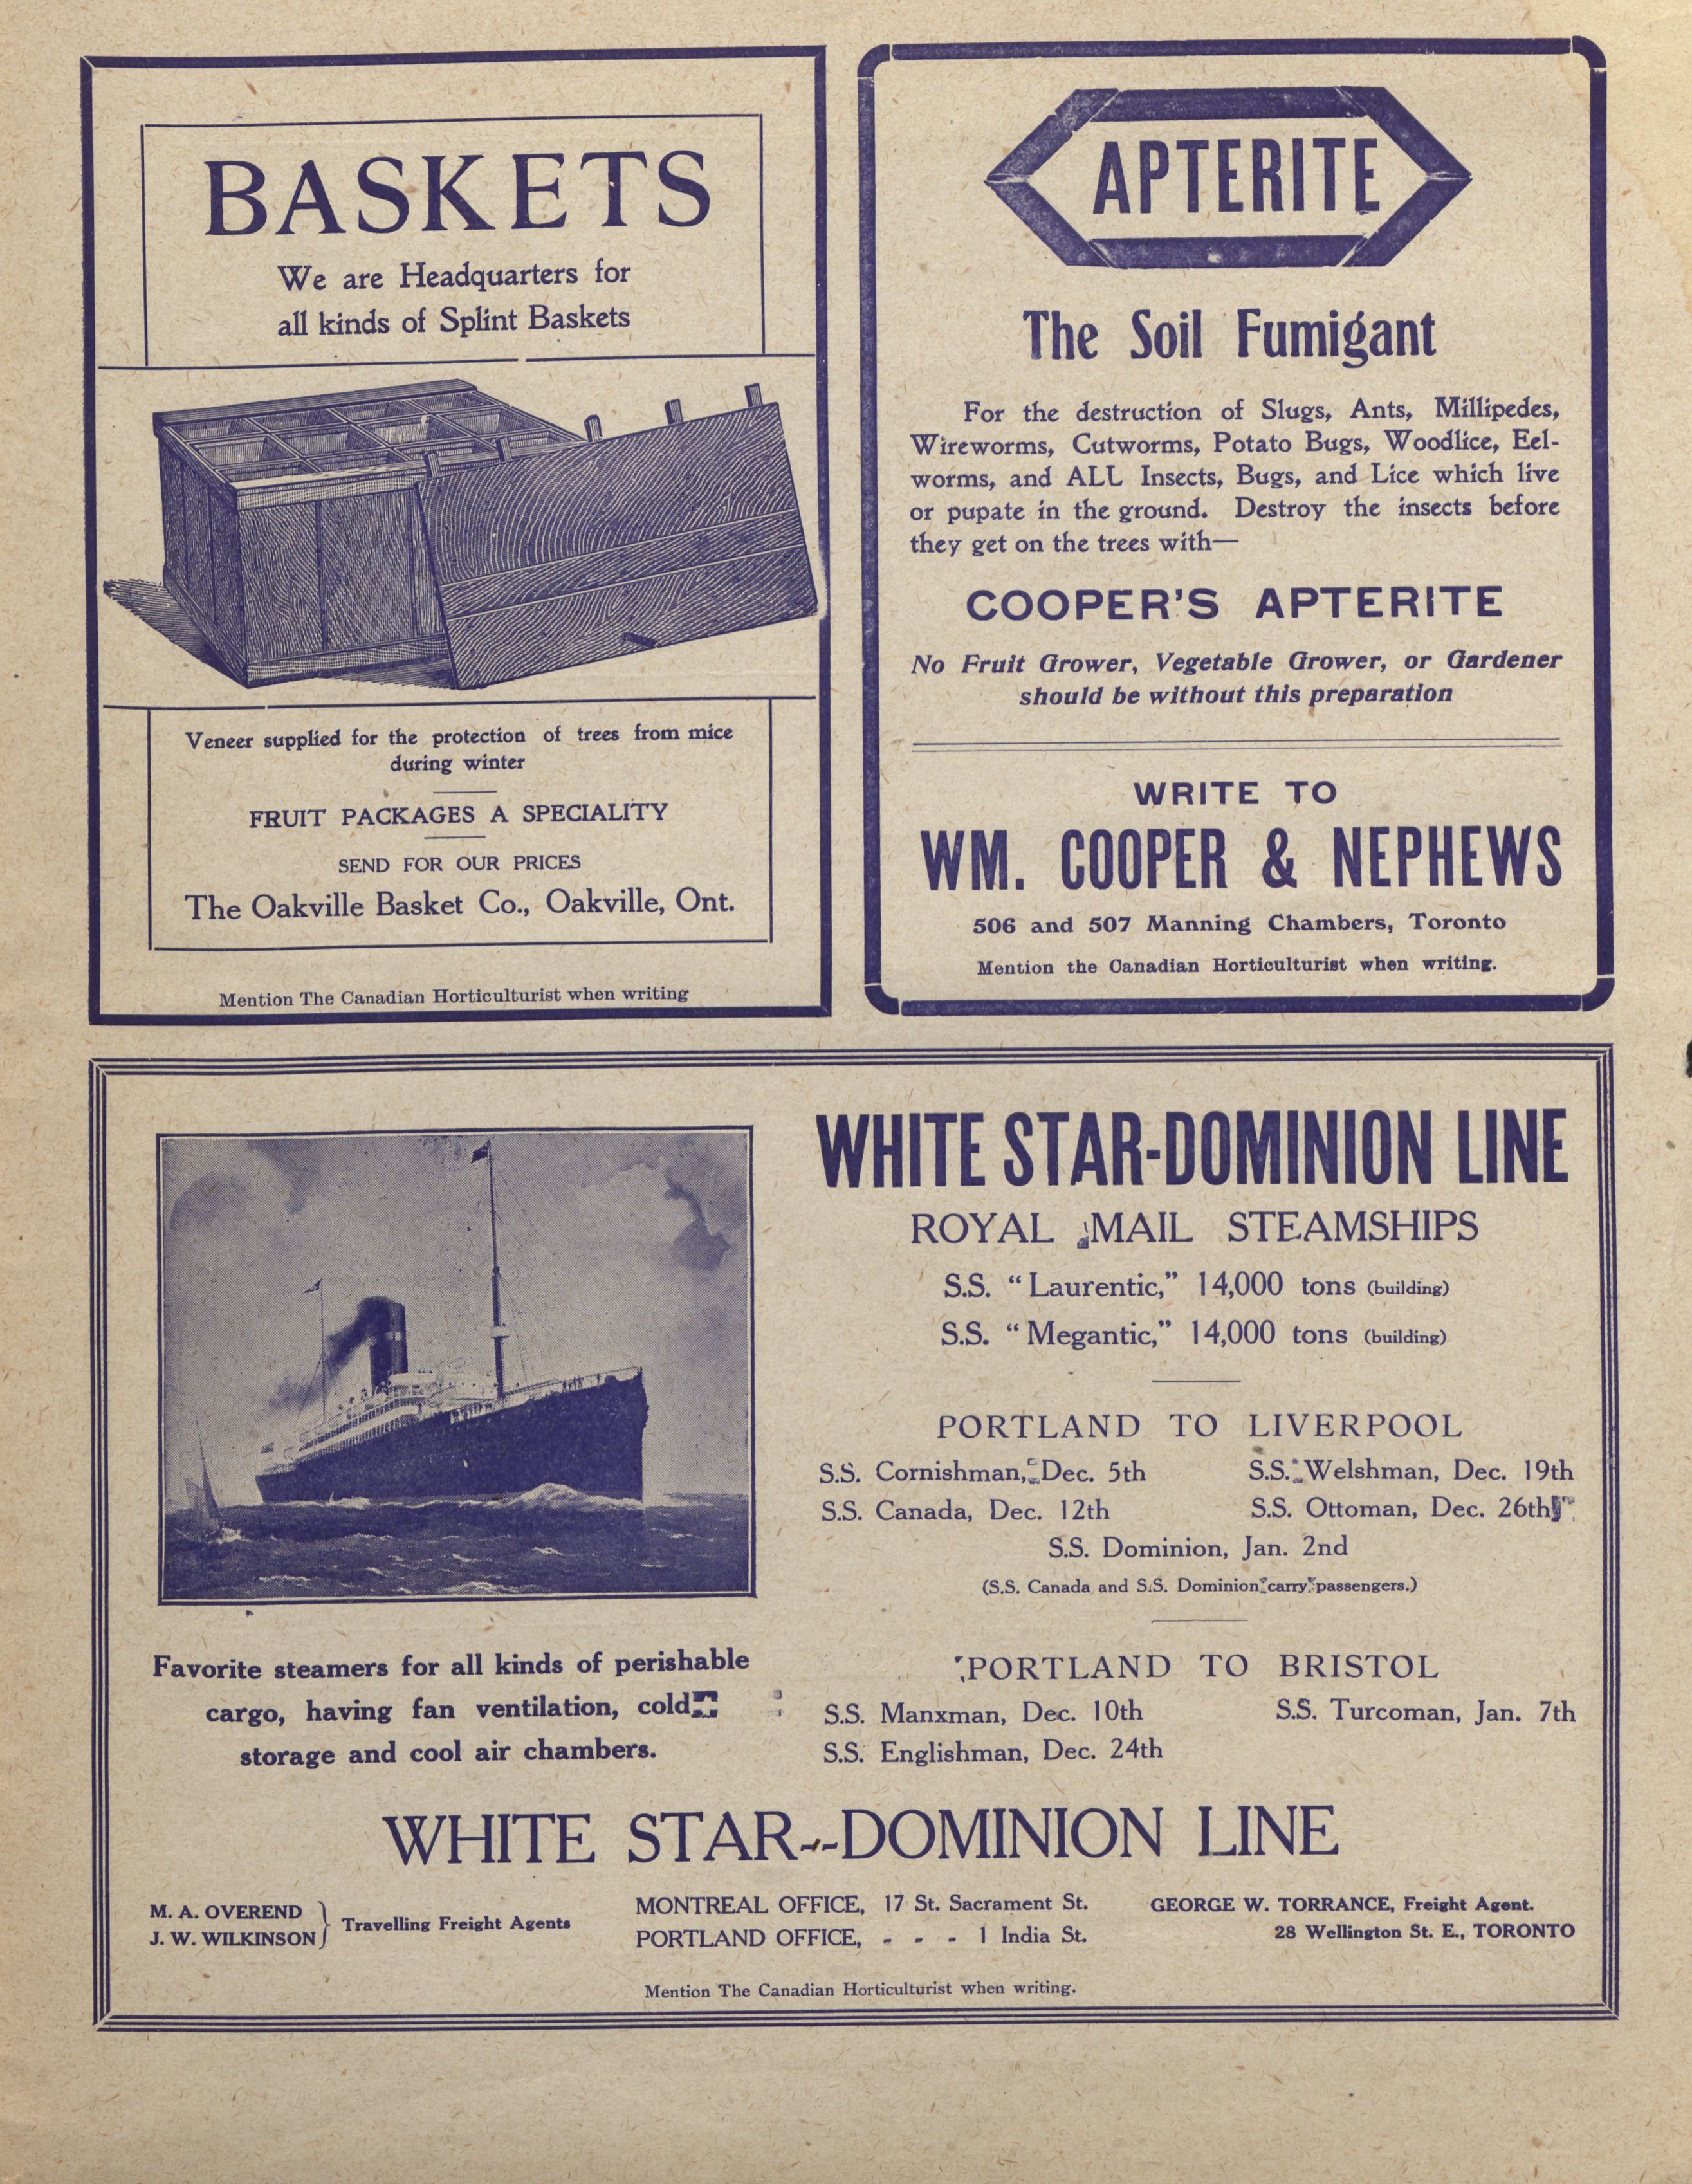 BASKETS
We are Headquarters for
all kinds of Splint Baskets
Veneer supplied for the protection of trees from mice
during winter
FRUIT PACKAGES A SPECIALITY
SEND FOR OUR PRICES
The Oakville Basket Co., Oakville, Ont.
Mention The Canadian Horticulturist when writing
APTERITE
The Soil Fumigant
For the destruction of Slugs, Ants, Millipedes,
Wireworms, Cutworms, Potato Bugs, Woodlice, Eel-
worms, and ALL Insects, Bugs, and Lice which live
or pupate in the ground. Destroy the insects before
they get on the trees with—
COOPER'S APTERITE
No Fruit Grower, Vegetable Grower, or Gardener
should be without this preparation
WRITE TO
WM. COOPER & NEPHEWS
506 and 507 Manning Chambers, Toronto
Mention the Canadian Horticulturist when writing.
WHITE STAR-DOMINION LINE
ROYAL MAIL STEAMSHIPS
S.S. "Laurentic," 14,000 tons (building)
S.S. "Megantic," 14,000 tons (building)
PORTLAND TO LIVERPOOL
S.S. Cornishman, Dec. 5th S.S. Welshman, Dec. 19th
S.S. Canada, Dec. 12th S.S. Ottoman, Dec. 26th
S.S. Dominion, Jan. 2nd
(S.S. Canada and S.S. Dominion carry passengers.)
PORTLAND TO BRISTOL
S.S. Manxman, Dec. 10th S.S. Turcoman, Jan. 7th
S.S. Englishman, Dec. 24th
Favorite steamers for all kinds of perishable
cargo, having fan ventilation, cold
storage and cool air chambers.
WHITE STAR--DOMINION LINE
M. A. OVEREND
J. W. WILKINSON } Travelling Freight Agents
MONTREAL OFFICE, 17 St. Sacrament St.
PORTLAND OFFICE, - - - 1 India St.
GEORGE W. TORRANCE, Freight Agent.
28 Wellington St. E., TORONTO
Mention The Canadian Horticulturist when writing.